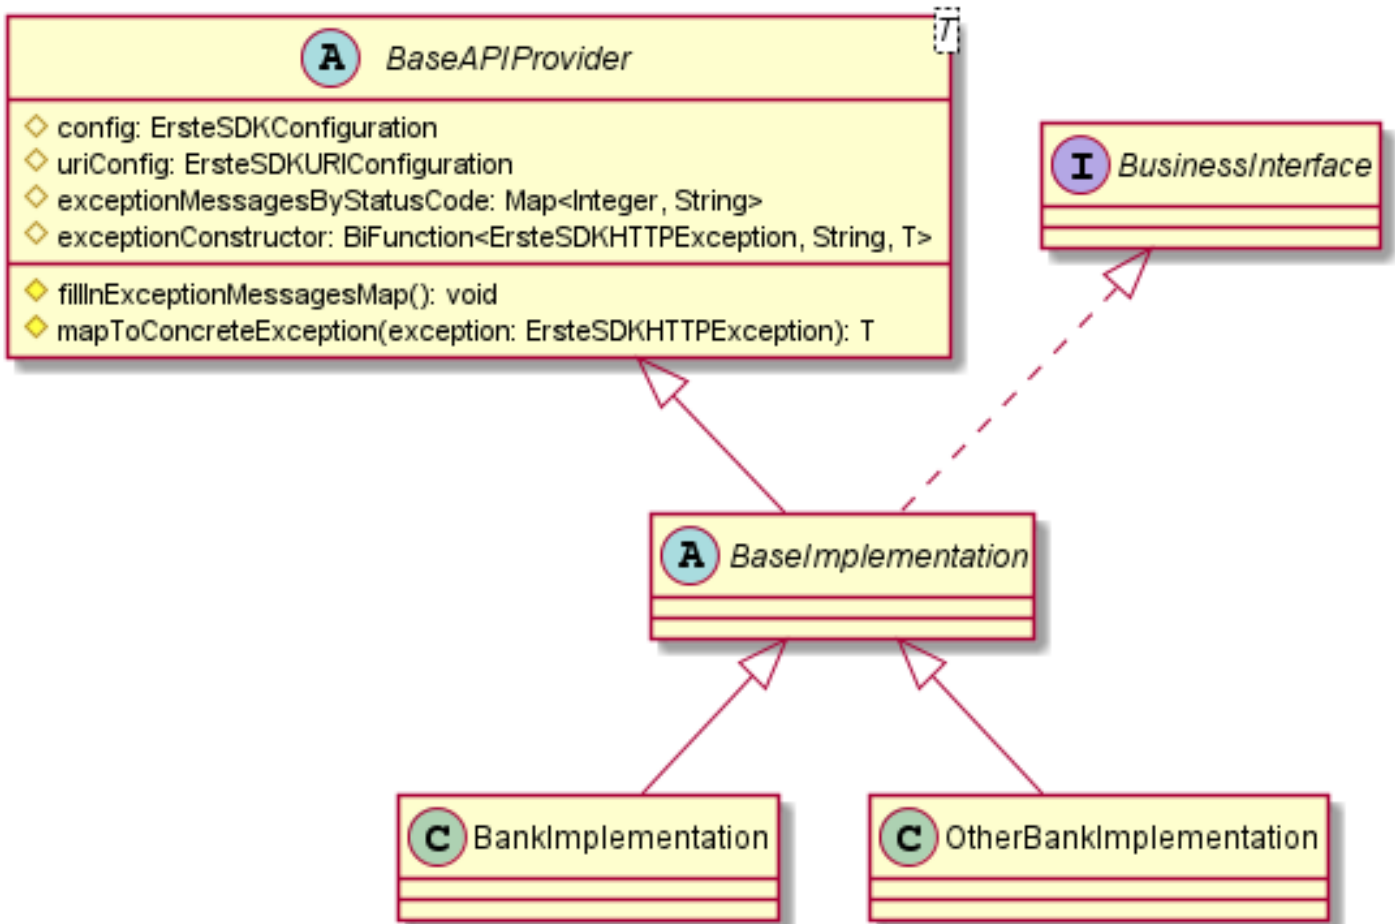 T
A BaseAPIProvider
config: ErsteSDKConfiguration
uriConfig: ErsteSDKURIConfiguration
exceptionMessagesByStatusCode: Map<Integer, String>
exceptionConstructor: BiFunction<ErsteSDKHTTPException, String, T>
fillInExceptionMessagesMap(): void
mapToConcreteException(exception: ErsteSDKHTTPException): T
I BusinessInterface
A BaseImplementation
C BankImplementation
C OtherBankImplementation